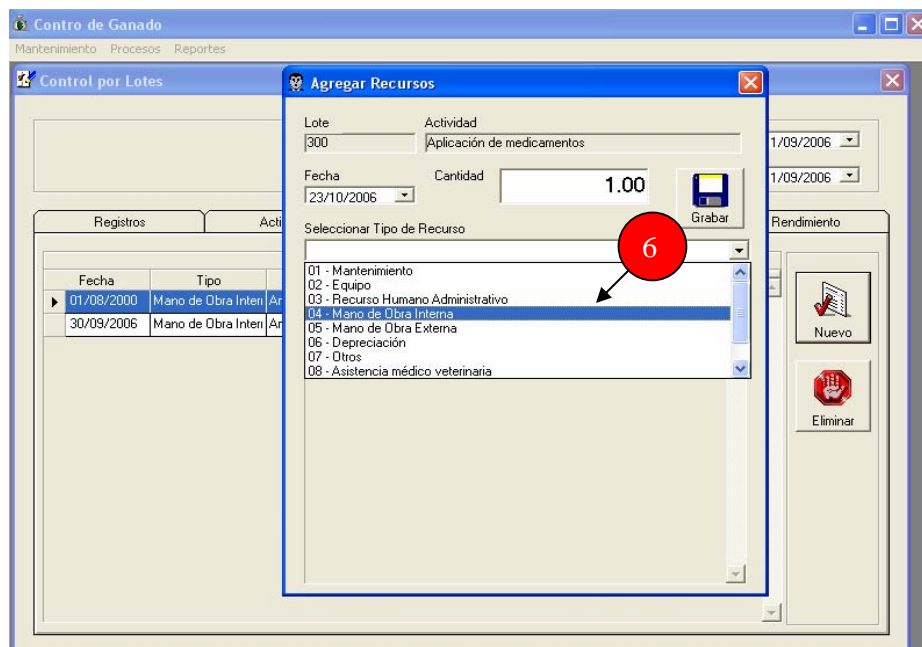 Contro de Ganado
Mantenimiento Procesos Reportes
Control por Lotes
1/09/2006
1/09/2006
Registros
Acti
Rendimiento
Fecha Tipo
01/08/2000 Mano de Obra Interi Ar
30/09/2006 Mano de Obra Interi Ar
Nuevo
Eliminar
Agregar Recursos
Lote Actividad
300 Aplicación de medicamentos
Fecha Cantidad
23/10/2006 1.00
Grabar
Seleccionar Tipo de Recurso
6
01 - Mantenimiento
02 - Equipo
03 - Recurso Humano Administrativo
04 - Mano de Obra Interna
05 - Mano de Obra Externa
06 - Depreciación
07 - Otros
08 - Asistencia médico veterinaria